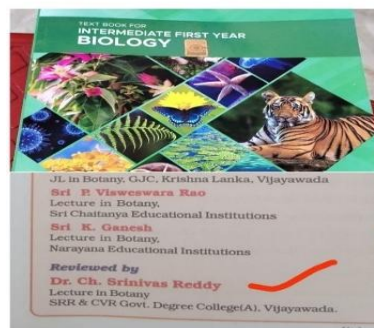 TEXT BOOK FOR
INTERMEDIATE FIRST YEAR
BIOLOGY
JL in Botany, GJC, Krishna Lanka, Vijayawada
Sri P. Visweswara Rao
Lecture in Botany,
Sri Chaitanya Educational Institutions
Sri K. Ganesh
Lecture in Botany,
Narayana Educational Institutions
Reviewed by
Dr. Ch. Srinivas Reddy
Lecture in Botany
SRR & CVR Govt. Degree College(A), Vijayawada.